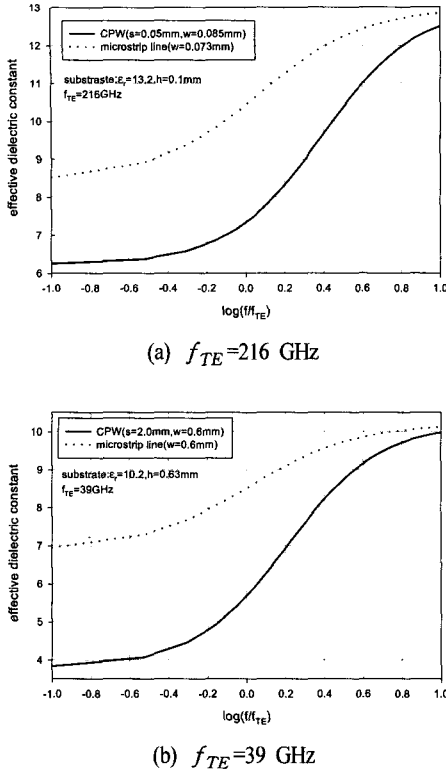 13
12
11
10
9
8
7
6
effective dielectric constant
CPW(s=0.05mm,w=0.085mm)
microstrip line(w=0.073mm)
substraste:εr=13.2,h=0.1mm
fTE=216GHz
-1.0 -0.8 -0.6 -0.4 -0.2 0.0 0.2 0.4 0.6 0.8 1.0
log(f/fTE)
(a) fTE=216 GHz
10
9
8
7
6
5
4
effective dielectric constant
CPW(s=2.0mm,w=0.6mm)
microstrip line(w=0.6mm)
substrate:εr=10.2,h=0.63mm
fTE=39GHz
-1.0 -0.8 -0.6 -0.4 -0.2 0.0 0.2 0.4 0.6 0.8 1.0
log(f/fTE)
(b) fTE=39 GHz